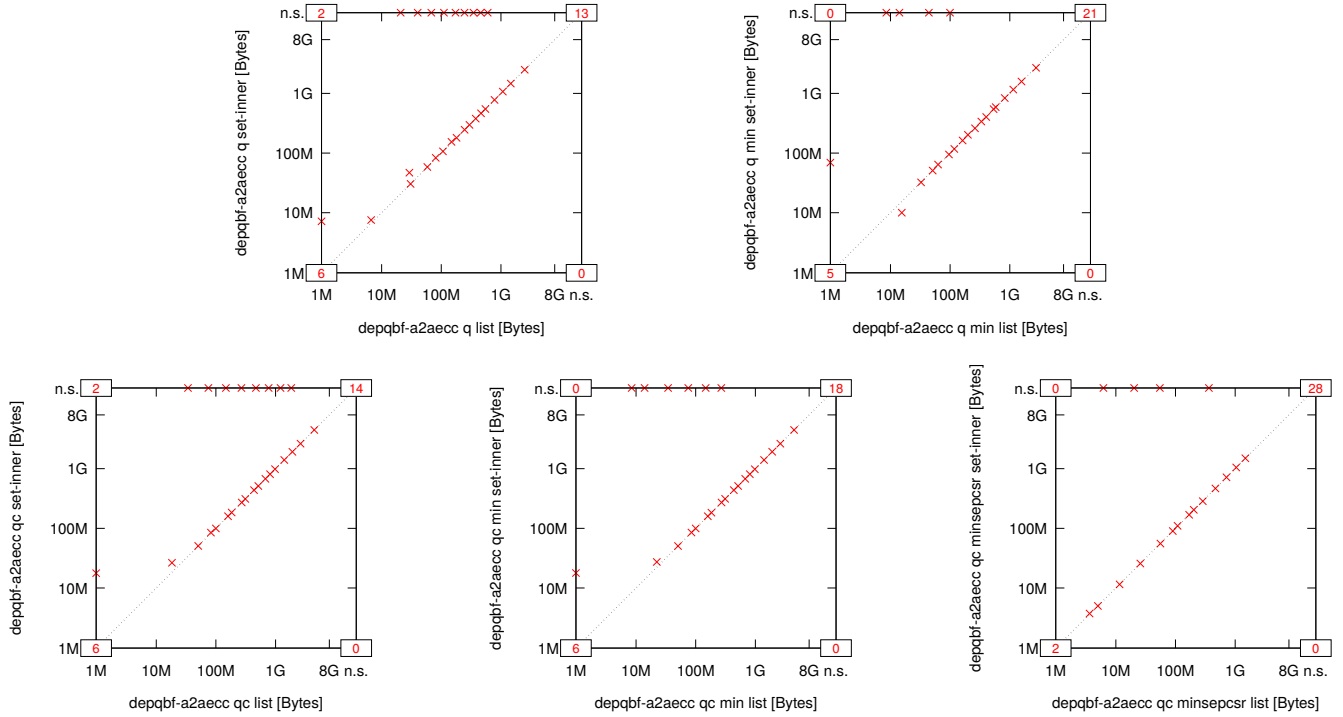 n.s.
2
13
8G
1G
100M
10M
1M
6
0
1M 10M 100M 1G 8G n.s.
depqbf-a2aecc q set-inner [Bytes]
depqbf-a2aecc q list [Bytes]
n.s.
0
21
8G
1G
100M
10M
1M
5
0
1M 10M 100M 1G 8G n.s.
depqbf-a2aecc q min set-inner [Bytes]
depqbf-a2aecc q min list [Bytes]
n.s.
2
14
8G
1G
100M
10M
1M
6
0
1M 10M 100M 1G 8G n.s.
depqbf-a2aecc qc set-inner [Bytes]
depqbf-a2aecc qc list [Bytes]
n.s.
0
18
8G
1G
100M
10M
1M
6
0
1M 10M 100M 1G 8G n.s.
depqbf-a2aecc qc min set-inner [Bytes]
depqbf-a2aecc qc min list [Bytes]
n.s.
0
28
8G
1G
100M
10M
1M
2
0
1M 10M 100M 1G 8G n.s.
depqbf-a2aecc qc minsepcsr set-inner [Bytes]
depqbf-a2aecc qc minsepcsr list [Bytes]